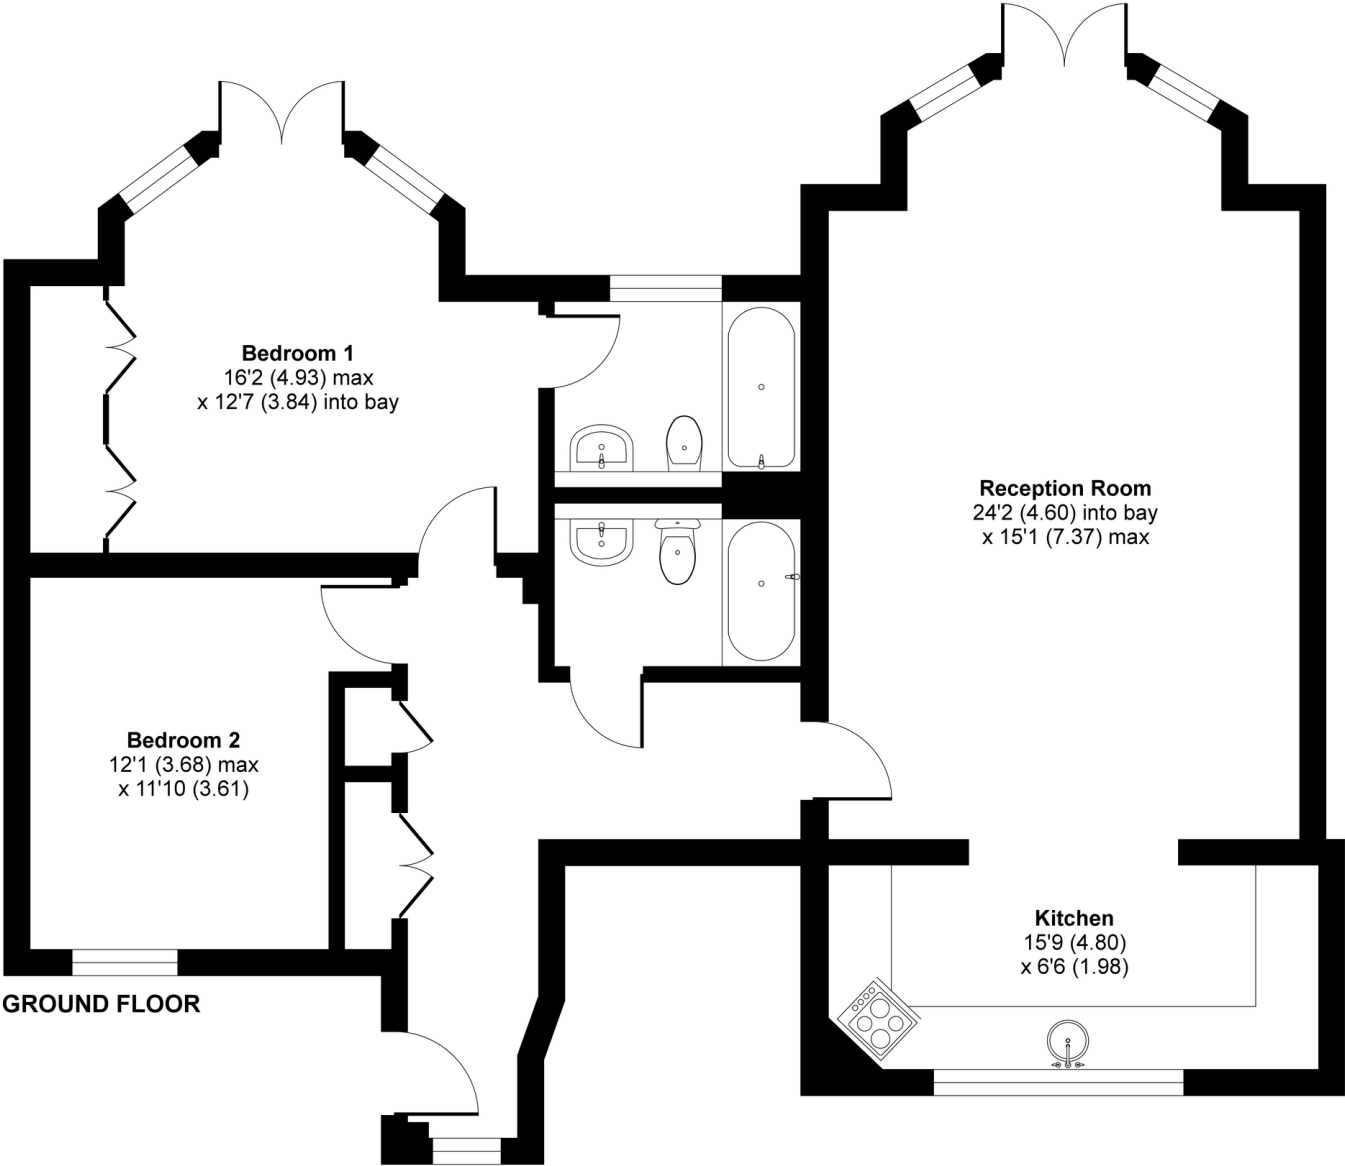 Bedroom 1
16'2 (4.93) max
x 12'7 (3.84) into bay
Reception Room
24'2 (4.60) into bay
x 15'1 (7.37) max
Bedroom 2
12'1 (3.68) max
x 11'10 (3.61)
Kitchen
15'9 (4.80)
x 6'6 (1.98)
GROUND FLOOR